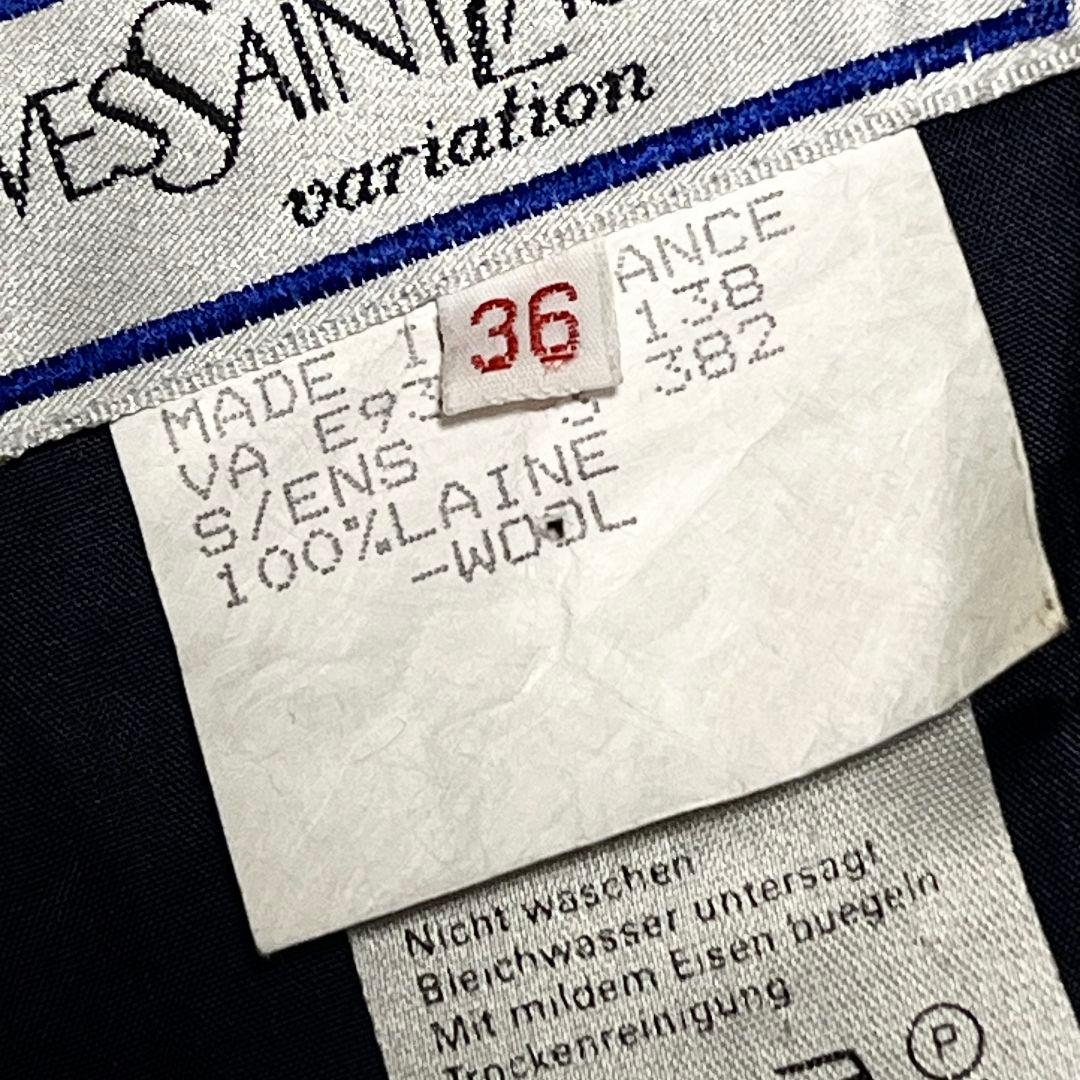 VESSAINTLA
variation
36
MADE I ANCE
VA E93 138
S/ENS 382
100%LAINE
-WOOL
Nicht waschen
Bleichwasser untersagt
Mit mildem Eisen buegeln
Trockenreinigung
P